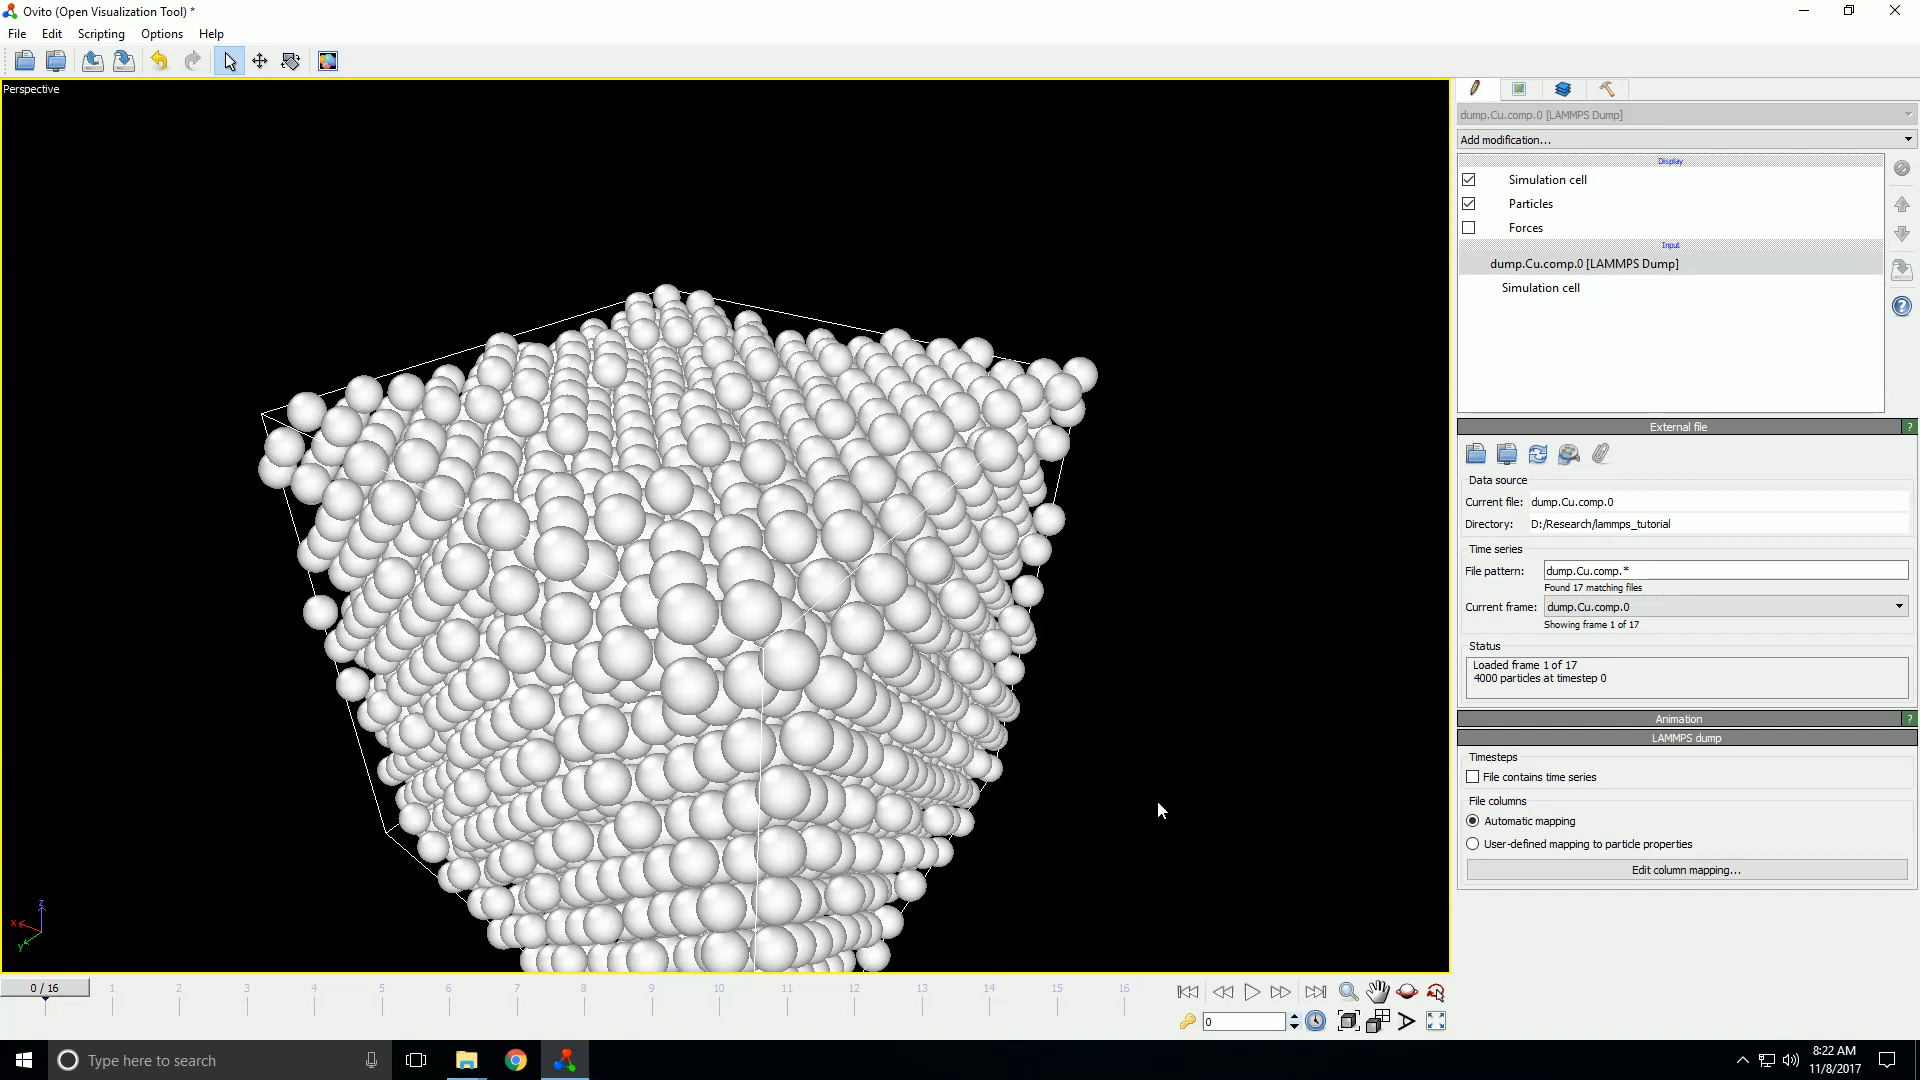 Ovito (Open Visualization Tool) *
File Edit Scripting Options Help
Perspective
dump.Cu.comp.0 [LAMMPS Dump]
Add modification...
Display
Simulation cell
Particles
Forces
Input
dump.Cu.comp.0 [LAMMPS Dump]
Simulation cell
External file ?
Data source
Current file: dump.Cu.comp.0
Directory: D:/Research/lammps_tutorial
Time series
File pattern: dump.Cu.comp.*
Found 17 matching files
Current frame: dump.Cu.comp.0
Showing frame 1 of 17
Status
Loaded frame 1 of 17
4000 particles at timestep 0
Animation ?
LAMMPS dump
Timesteps
File contains time series
File columns
Automatic mapping
User-defined mapping to particle properties
Edit column mapping...
z
x
y
0 / 16 1 2 3 4 5 6 7 8 9 10 11 12 13 14 15 16
0
Type here to search
8:22 AM
11/8/2017